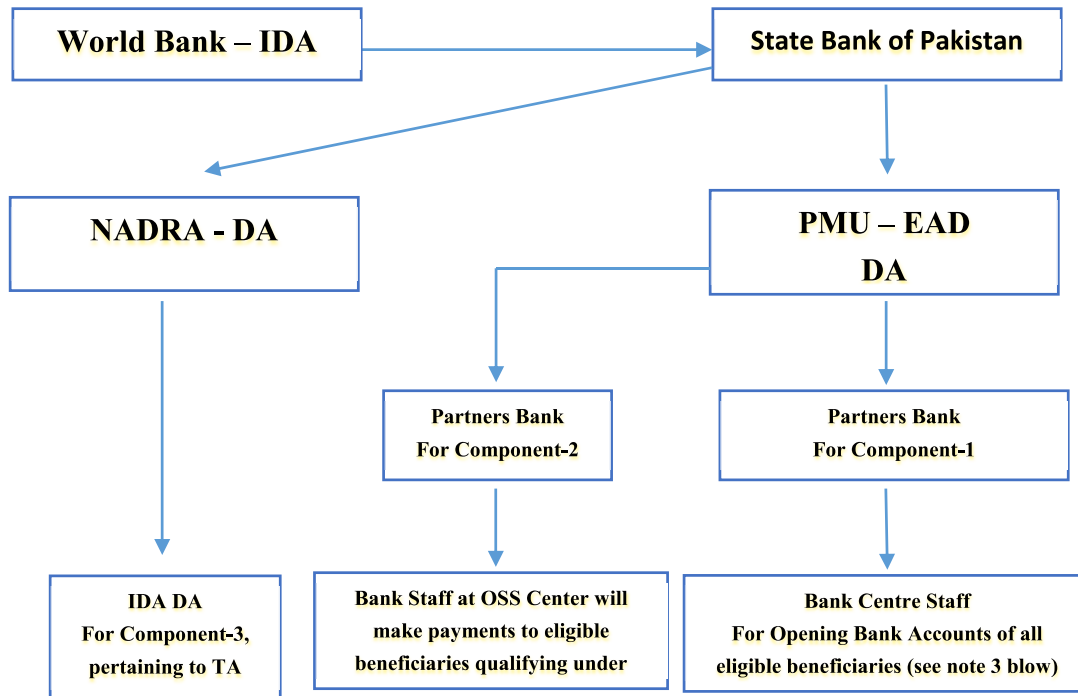 World Bank – IDA
State Bank of Pakistan
NADRA - DA
PMU – EAD
DA
Partners Bank
For Component-2
Partners Bank
For Component-1
IDA DA
For Component-3,
pertaining to TA
Bank Staff at OSS Center will
make payments to eligible
beneficiaries qualifying under
Bank Centre Staff
For Opening Bank Accounts of all
eligible beneficiaries (see note 3 blow)